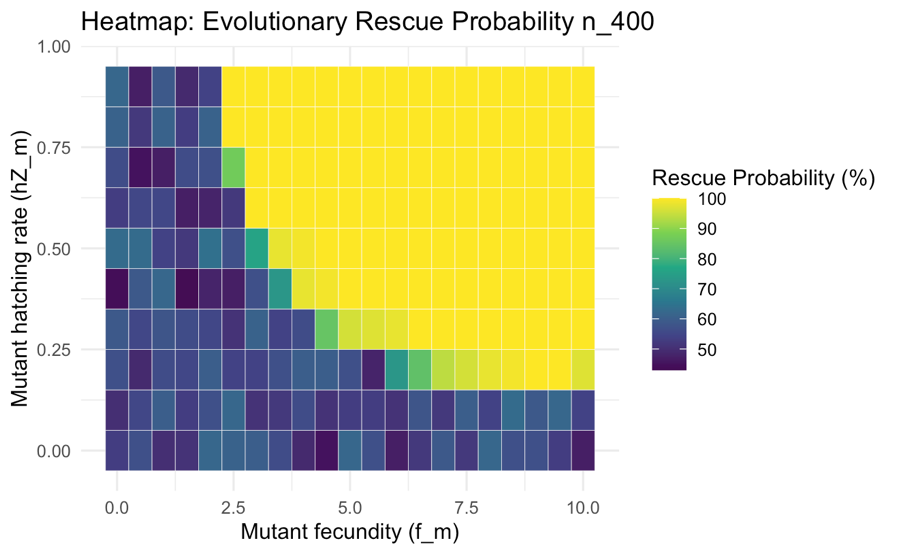 Heatmap: Evolutionary Rescue Probability n_400
1.00
0.75
0.50
0.25
0.00
Mutant hatching rate (hZ_m)
0.0 2.5 5.0 7.5 10.0
Mutant fecundity (f_m)
Rescue Probability (%)
100
90
80
70
60
50